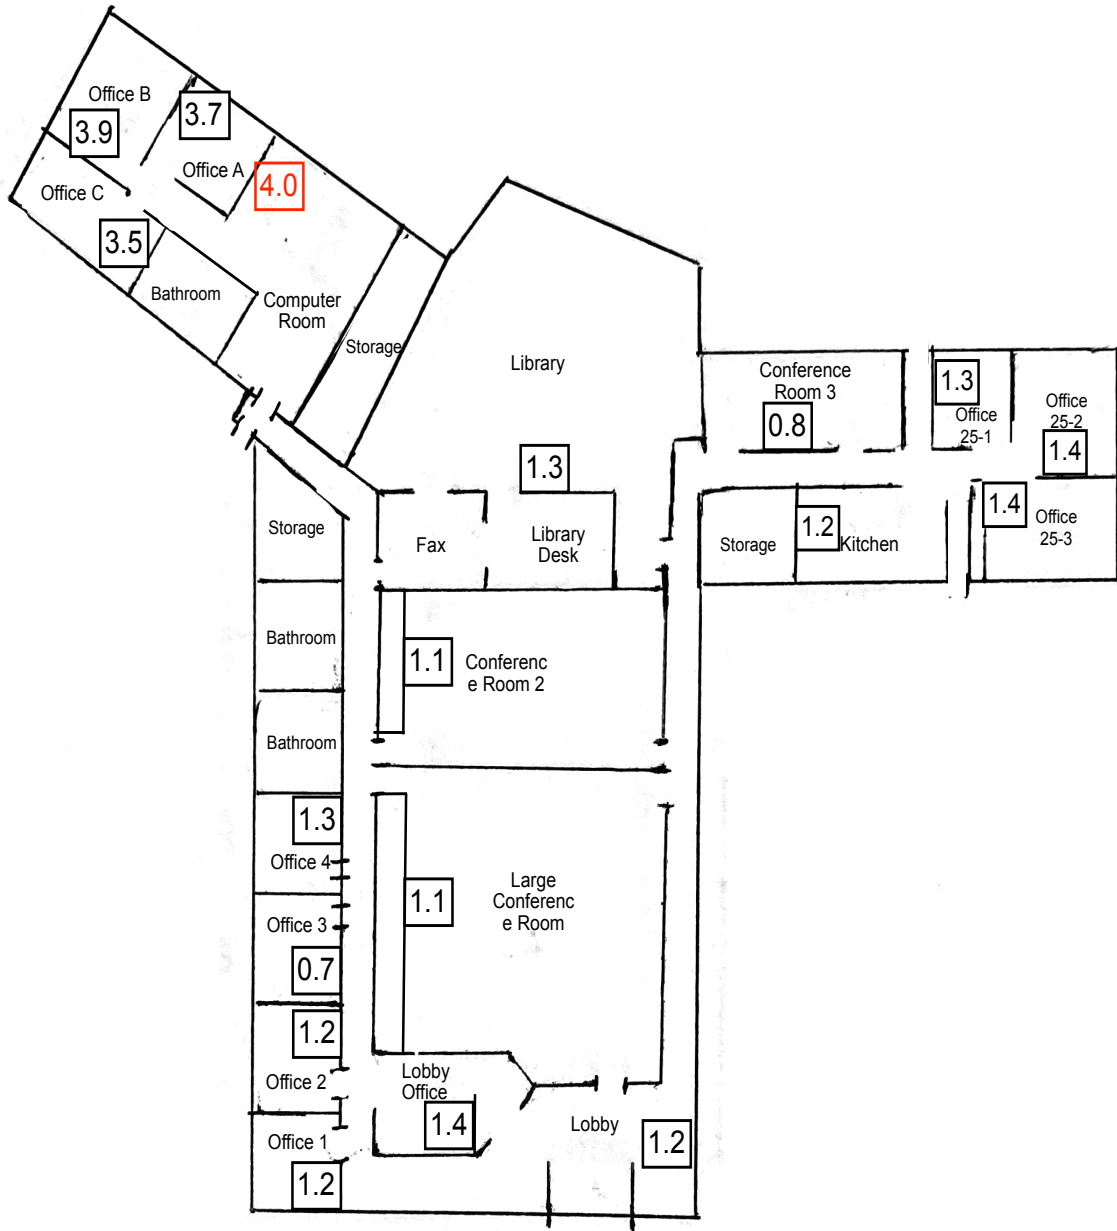 Office B
3.9
3.7
Office A
4.0
Office C
3.5
Bathroom
Computer
Room
Storage
Library
Conference
Room 3
0.8
1.3
Office
25-1
Office
25-2
1.4
1.3
Fax
Library
Desk
Storage
1.2
Kitchen
1.4
Office
25-3
Storage
Bathroom
1.1
Conferenc
e Room 2
Bathroom
1.3
Office 4
1.1
Large
Conferenc
e Room
Office 3
0.7
1.2
Office 2
Lobby
Office
1.4
Lobby
1.2
Office 1
1.2